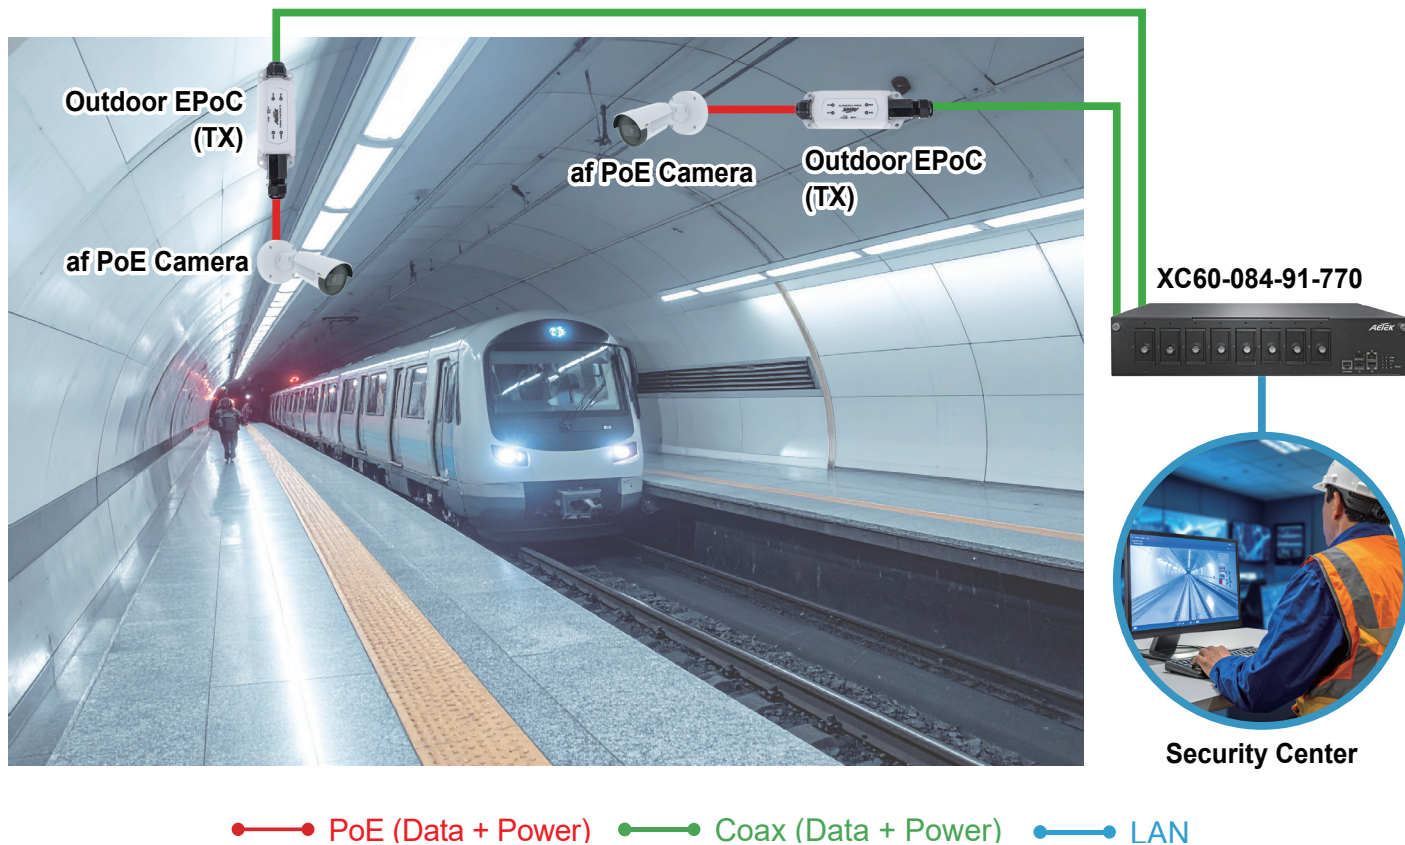 Outdoor EPoC
(TX)
af PoE Camera
af PoE Camera
Outdoor EPoC
(TX)
XC60-084-91-770
AETEK
Security Center
PoE (Data + Power)
Coax (Data + Power)
LAN